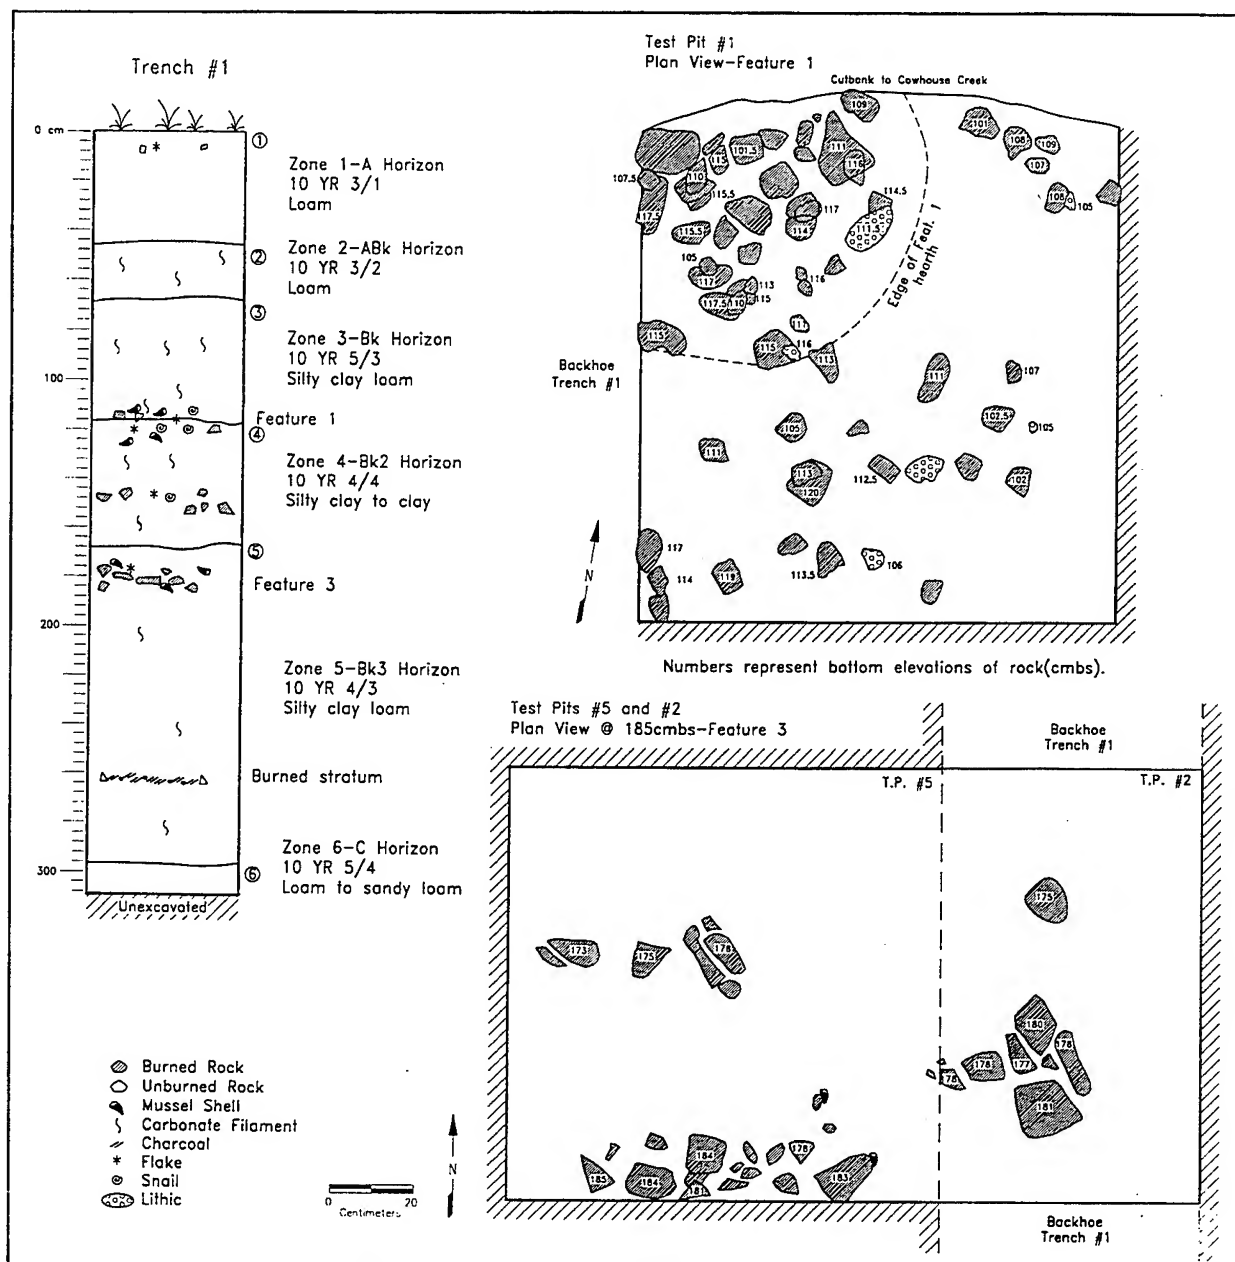 Trench #1
0 cm
100
200
300
①
Zone 1-A Horizon
10 YR 3/1
Loam
②
Zone 2-ABk Horizon
10 YR 3/2
Loam
③
Zone 3-Bk Horizon
10 YR 5/3
Silty clay loam
Feature 1
④
Zone 4-Bk2 Horizon
10 YR 4/4
Silty clay to clay
⑤
Feature 3
Zone 5-Bk3 Horizon
10 YR 4/3
Silty clay loam
Burned stratum
Zone 6-C Horizon
10 YR 5/4
Loam to sandy loam
⑥
Unexcavated
Burned Rock
Unburned Rock
Mussel Shell
Carbonate Filament
Charcoal
Flake
Snail
Lithic
0 20
Centimeters
N
Test Pit #1
Plan View-Feature 1
Cutbank to Cowhouse Creek
109
101
108
109
107
108
105
111
116
101.5
115
110
107.5
115.5
117.5
117
114
114.5
111.5
115.5
105
117
113
115
117.5
110
116
111
115
115
116
113
Edge of Feat. 1
hearth
Backhoe
Trench #1
111
107
102.5
105
105
111
113
120
112.5
102
117
114
119
113.5
106
N
Numbers represent bottom elevations of rock(cmbs).
Test Pits #5 and #2
Plan View @ 185cmbs-Feature 3
Backhoe
Trench #1
T.P. #5
T.P. #2
175
173
175
178
180
178
177
178
178
181
184
178
185
184
181
183
Backhoe
Trench #1